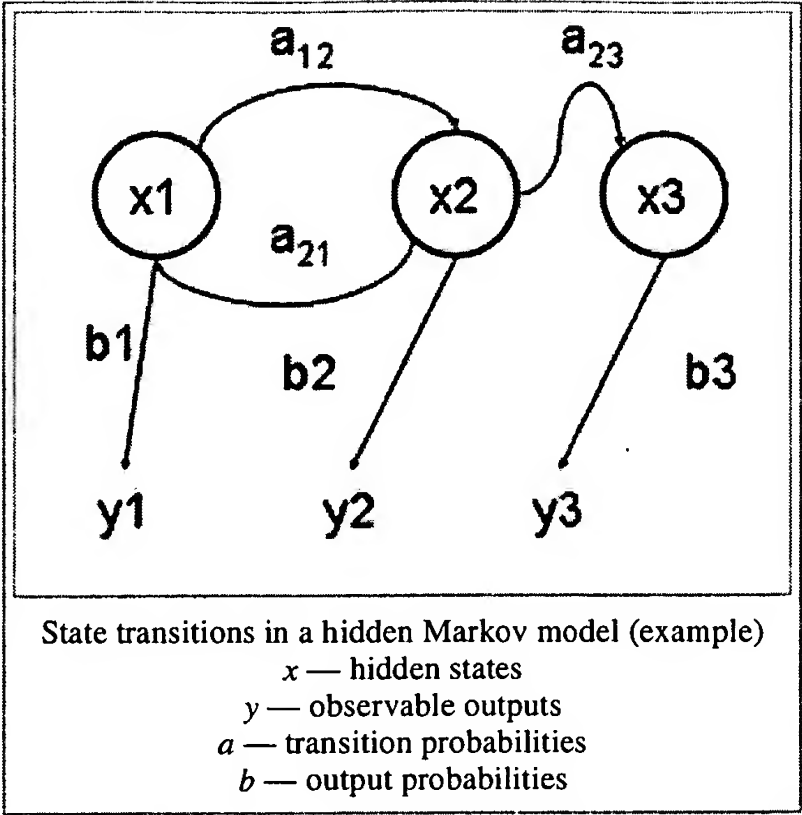 a12 a23
x1 x2 x3
a21
b1 b2 b3
y1 y2 y3
State transitions in a hidden Markov model (example)
x — hidden states
y — observable outputs
a — transition probabilities
b — output probabilities